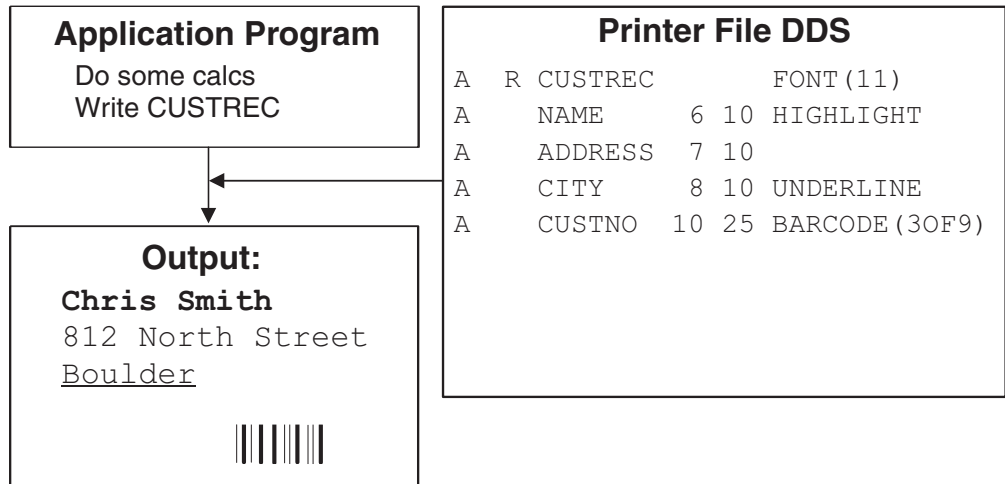 Application Program
Do some calcs
Write CUSTREC
Printer File DDS
A R CUSTREC FONT(11)
A NAME 6 10 HIGHLIGHT
A ADDRESS 7 10
A CITY 8 10 UNDERLINE
A CUSTNO 10 25 BARCODE(3OF9)
Output:
Chris Smith
812 North Street
Boulder